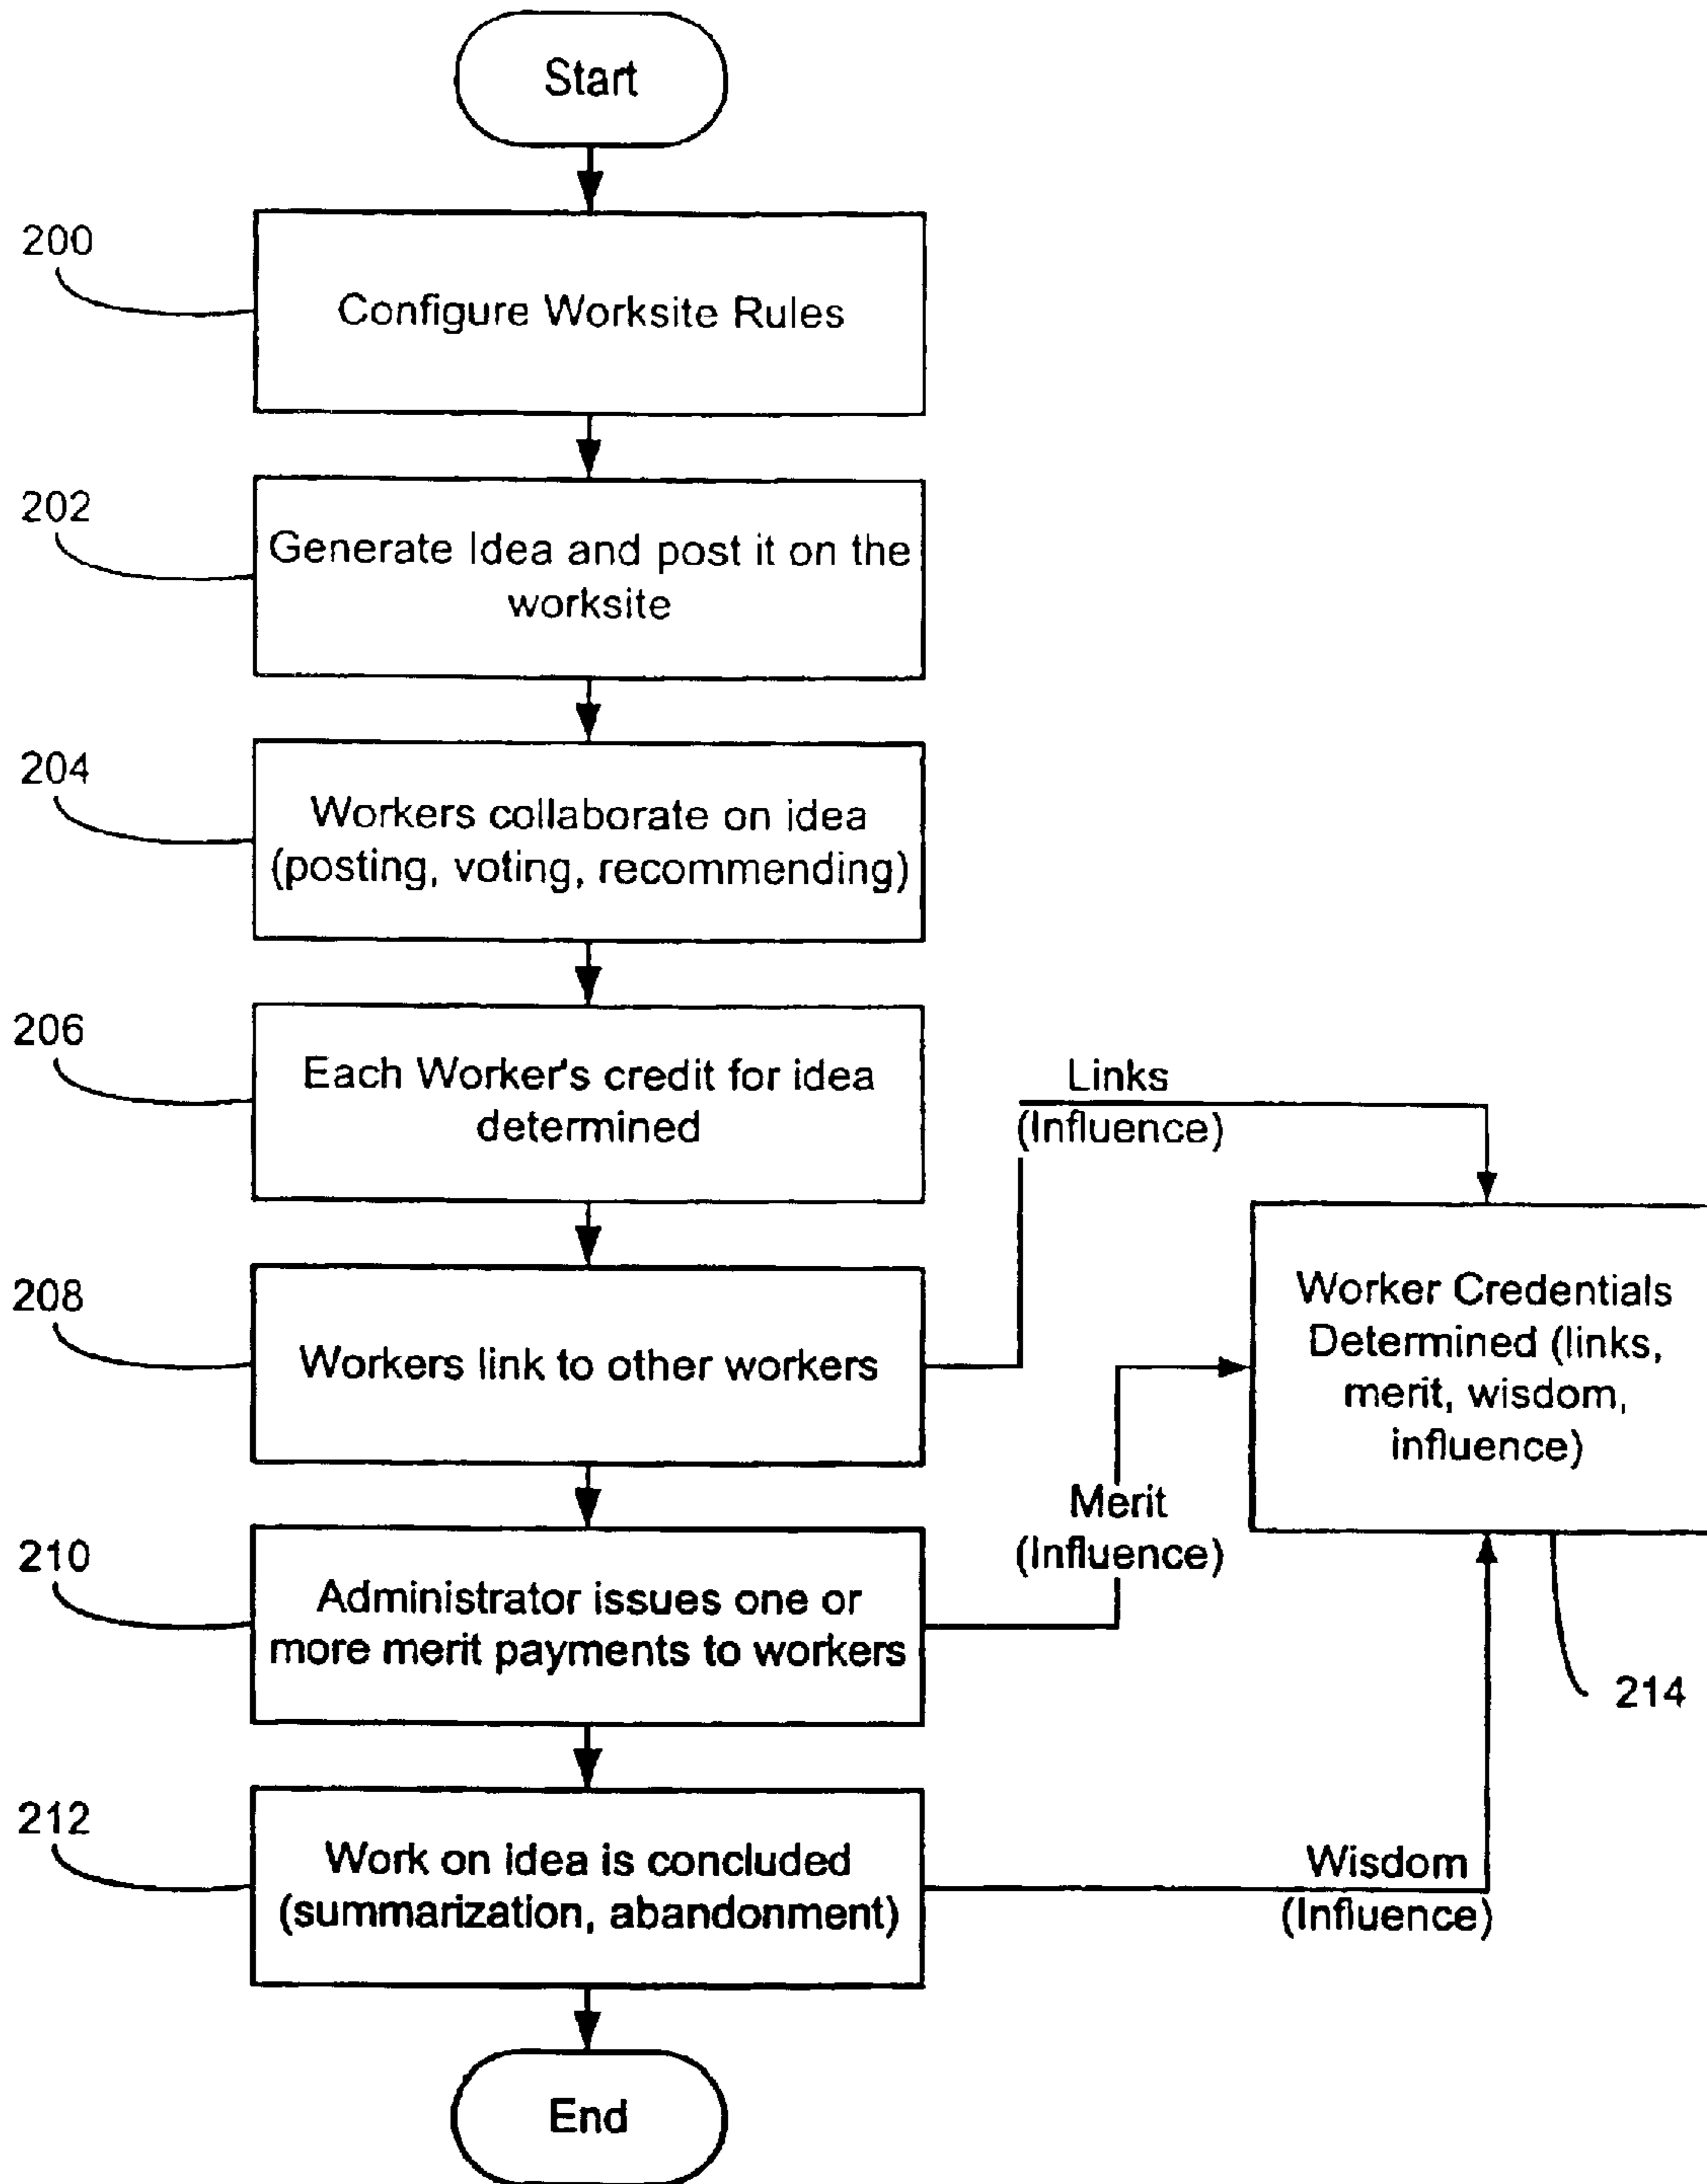 Start
200
Configure Worksite Rules
202
Generate Idea and post it on the
worksite
204
Workers collaborate on idea
(posting, voting, recommending)
206
Each Worker's credit for idea
determined
Links
(Influence)
208
Workers link to other workers
Worker Credentials
Determined (links,
merit, wisdom,
influence)
Merit
(Influence)
210
Administrator issues one or
more merit payments to workers
214
212
Work on idea is concluded
(summarization, abandonment)
Wisdom
(Influence)
End